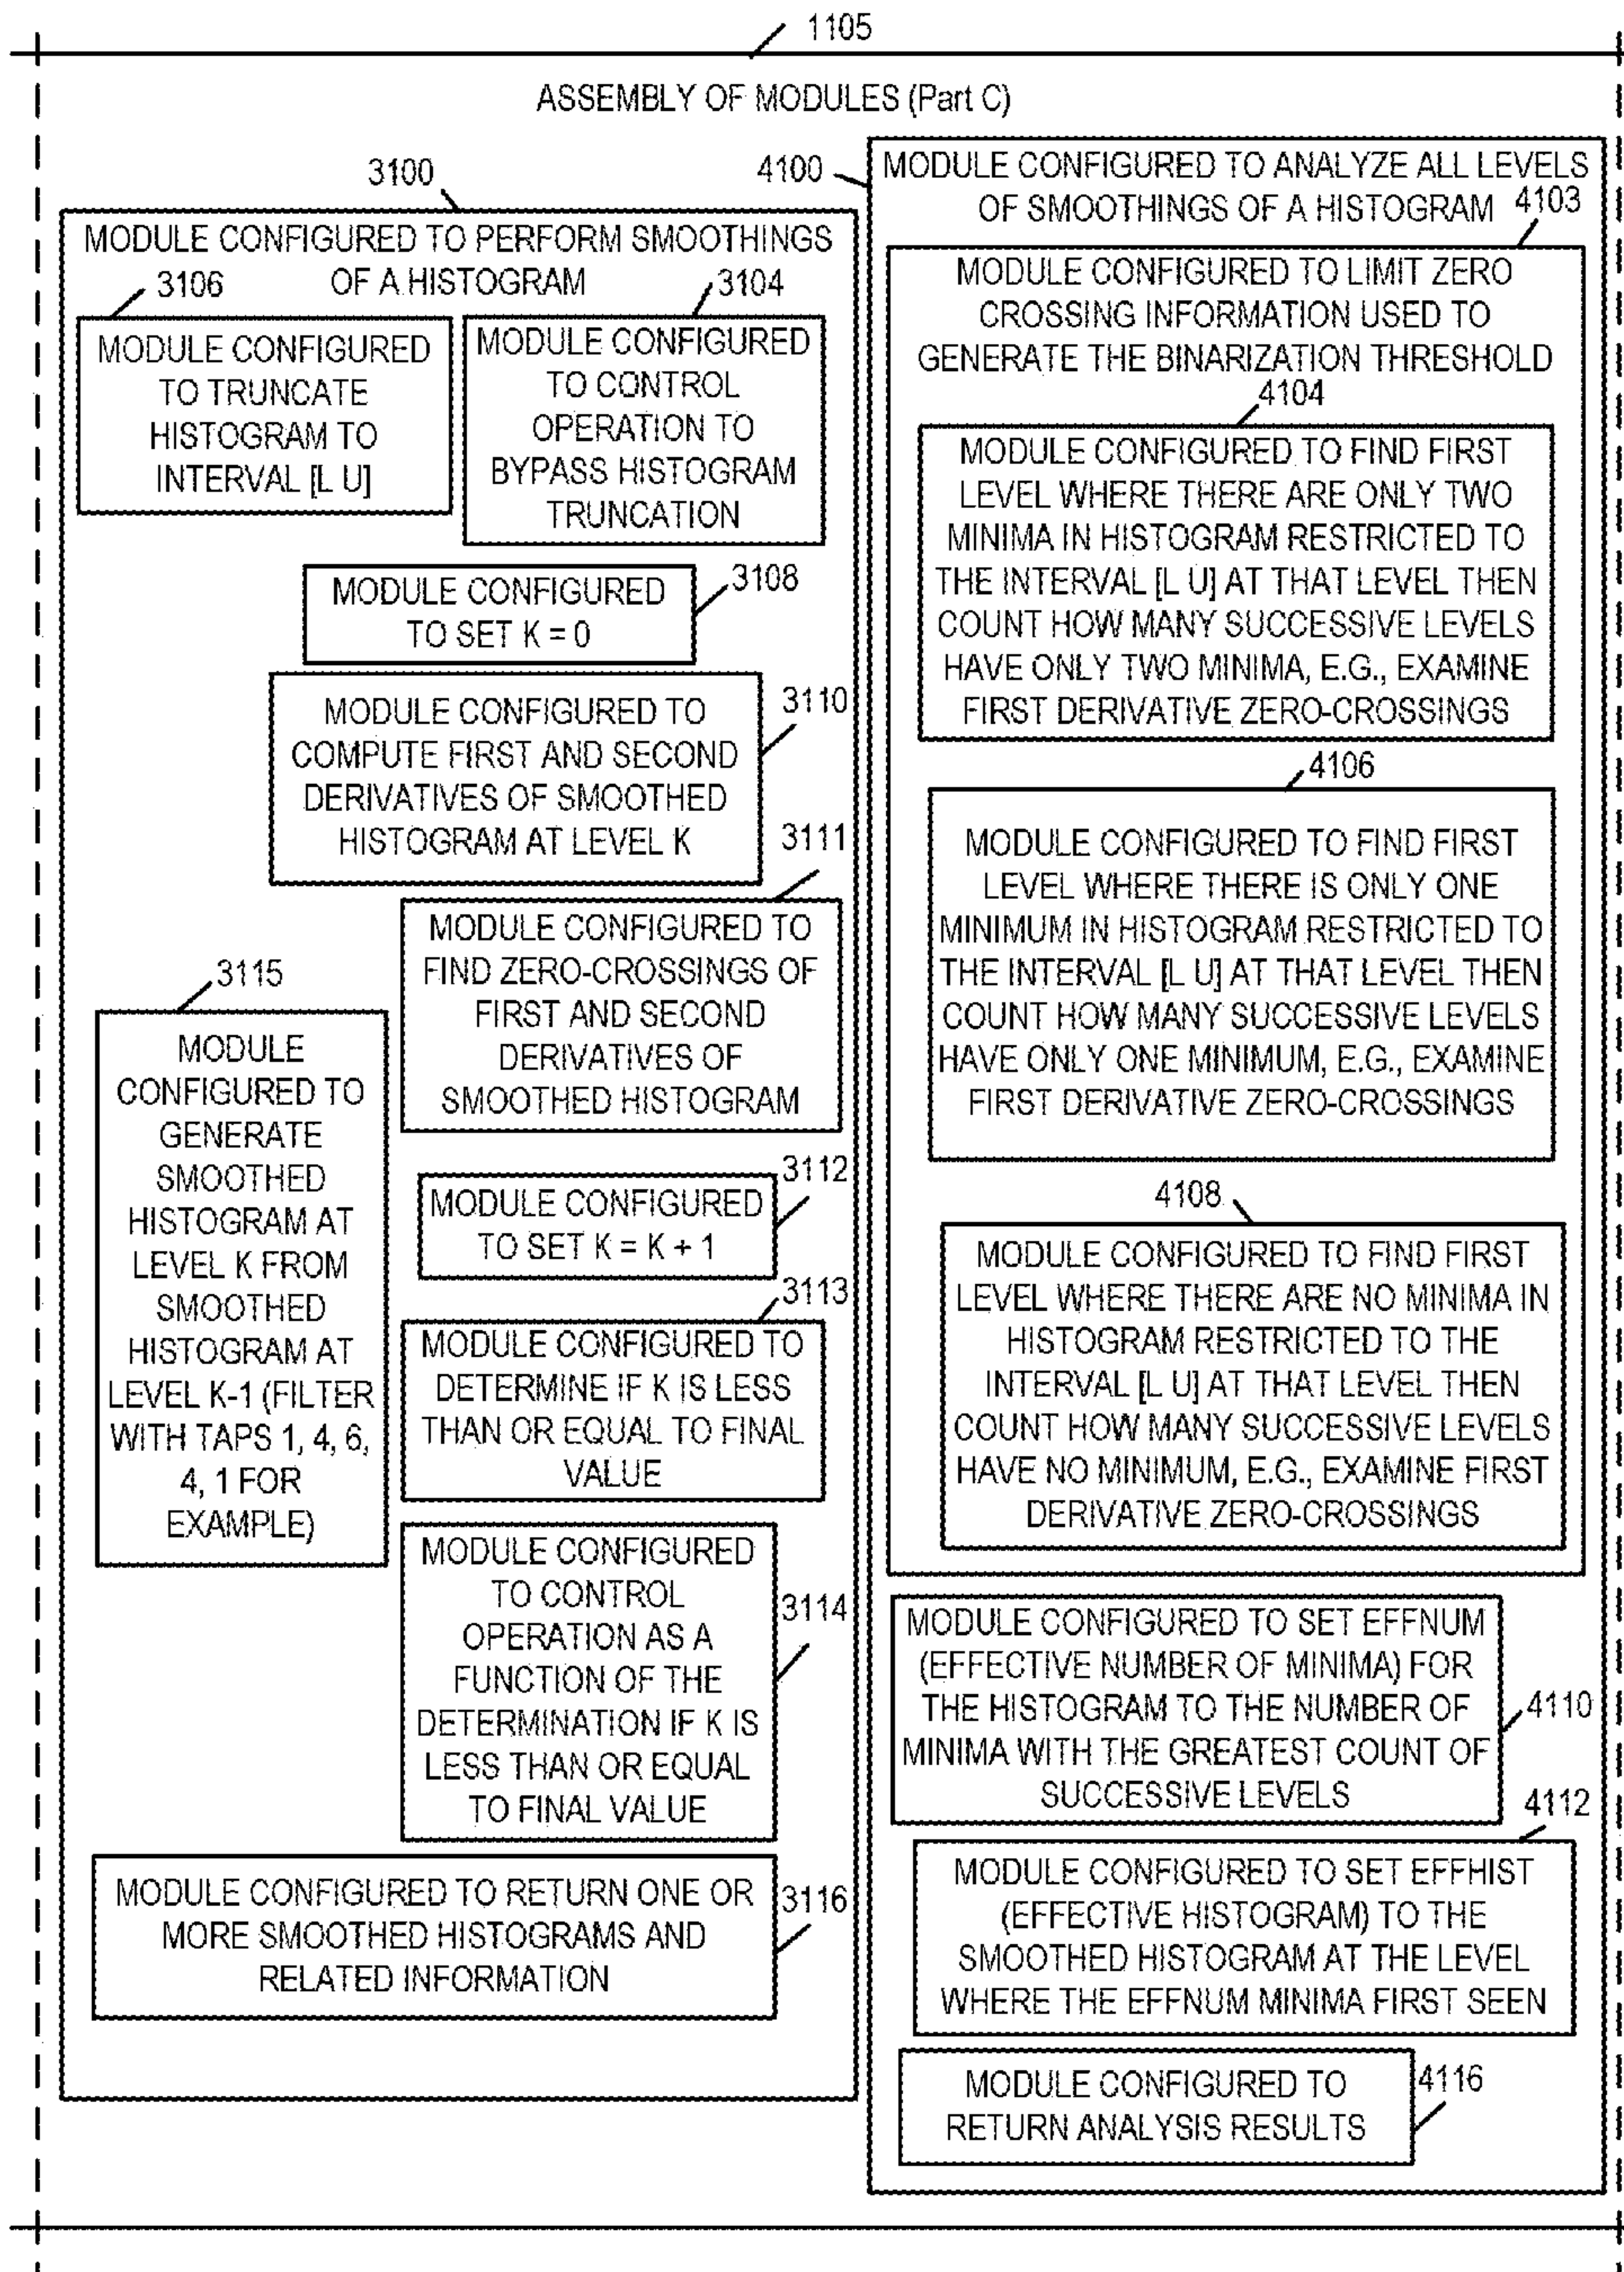 1105
ASSEMBLY OF MODULES (Part C)
3100
MODULE CONFIGURED TO PERFORM SMOOTHINGS
OF A HISTOGRAM
3106
MODULE CONFIGURED
TO TRUNCATE
HISTOGRAM TO
INTERVAL [L U]
3104
MODULE CONFIGURED
TO CONTROL
OPERATION TO
BYPASS HISTOGRAM
TRUNCATION
3108
MODULE CONFIGURED
TO SET K = 0
3110
MODULE CONFIGURED TO
COMPUTE FIRST AND SECOND
DERIVATIVES OF SMOOTHED
HISTOGRAM AT LEVEL K
3111
MODULE CONFIGURED TO
FIND ZERO-CROSSINGS OF
FIRST AND SECOND
DERIVATIVES OF
SMOOTHED HISTOGRAM
3115
MODULE
CONFIGURED TO
GENERATE
SMOOTHED
HISTOGRAM AT
LEVEL K FROM
SMOOTHED
HISTOGRAM AT
LEVEL K-1 (FILTER
WITH TAPS 1, 4, 6,
4, 1 FOR
EXAMPLE)
3112
MODULE CONFIGURED
TO SET K = K + 1
3113
MODULE CONFIGURED TO
DETERMINE IF K IS LESS
THAN OR EQUAL TO FINAL
VALUE
3114
MODULE CONFIGURED
TO CONTROL
OPERATION AS A
FUNCTION OF THE
DETERMINATION IF K IS
LESS THAN OR EQUAL
TO FINAL VALUE
3116
MODULE CONFIGURED TO RETURN ONE OR
MORE SMOOTHED HISTOGRAMS AND
RELATED INFORMATION
4100
MODULE CONFIGURED TO ANALYZE ALL LEVELS
OF SMOOTHINGS OF A HISTOGRAM
4103
MODULE CONFIGURED TO LIMIT ZERO
CROSSING INFORMATION USED TO
GENERATE THE BINARIZATION THRESHOLD
4104
MODULE CONFIGURED TO FIND FIRST
LEVEL WHERE THERE ARE ONLY TWO
MINIMA IN HISTOGRAM RESTRICTED TO
THE INTERVAL [L U] AT THAT LEVEL THEN
COUNT HOW MANY SUCCESSIVE LEVELS
HAVE ONLY TWO MINIMA, E.G., EXAMINE
FIRST DERIVATIVE ZERO-CROSSINGS
4106
MODULE CONFIGURED TO FIND FIRST
LEVEL WHERE THERE IS ONLY ONE
MINIMUM IN HISTOGRAM RESTRICTED TO
THE INTERVAL [L U] AT THAT LEVEL THEN
COUNT HOW MANY SUCCESSIVE LEVELS
HAVE ONLY ONE MINIMUM, E.G., EXAMINE
FIRST DERIVATIVE ZERO-CROSSINGS
4108
MODULE CONFIGURED TO FIND FIRST
LEVEL WHERE THERE ARE NO MINIMA IN
HISTOGRAM RESTRICTED TO THE
INTERVAL [L U] AT THAT LEVEL THEN
COUNT HOW MANY SUCCESSIVE LEVELS
HAVE NO MINIMUM, E.G., EXAMINE FIRST
DERIVATIVE ZERO-CROSSINGS
4110
MODULE CONFIGURED TO SET EFFNUM
(EFFECTIVE NUMBER OF MINIMA) FOR
THE HISTOGRAM TO THE NUMBER OF
MINIMA WITH THE GREATEST COUNT OF
SUCCESSIVE LEVELS
4112
MODULE CONFIGURED TO SET EFFHIST
(EFFECTIVE HISTOGRAM) TO THE
SMOOTHED HISTOGRAM AT THE LEVEL
WHERE THE EFFNUM MINIMA FIRST SEEN
4116
MODULE CONFIGURED TO
RETURN ANALYSIS RESULTS